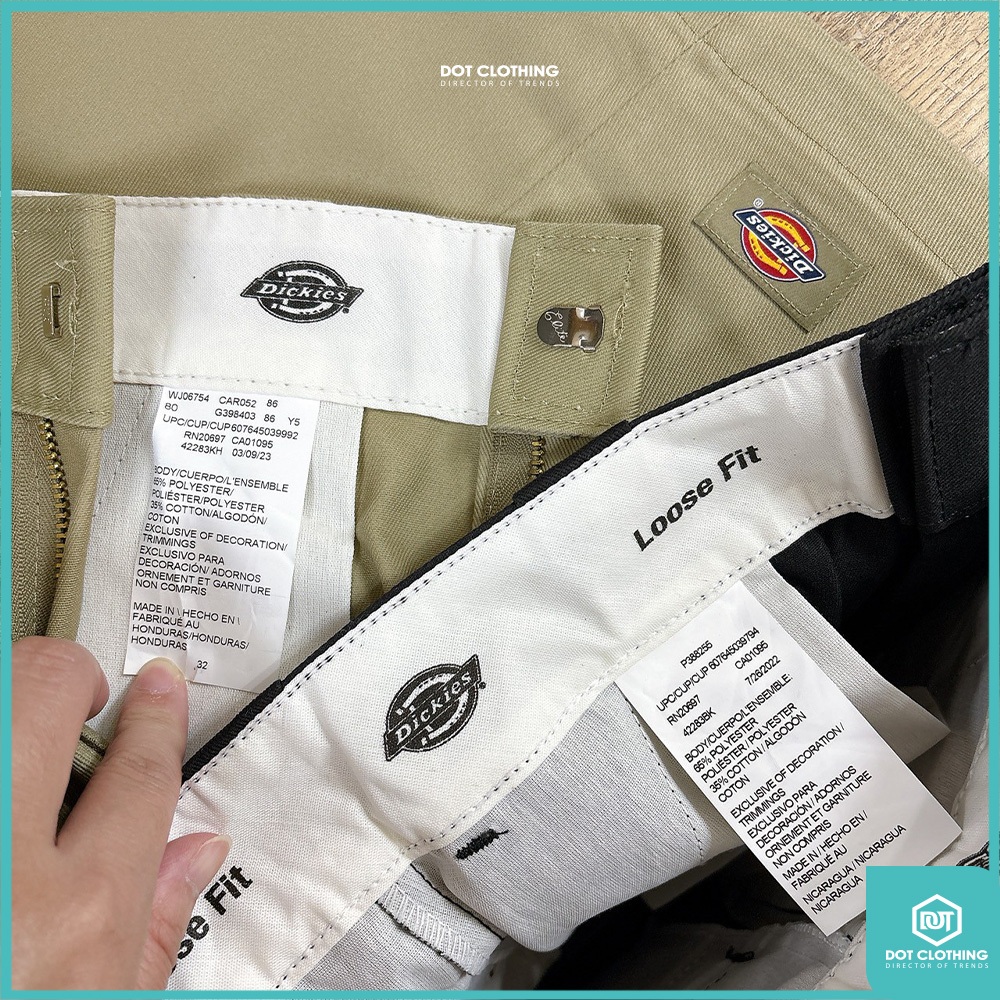 DOT CLOTHING
DIRECTOR OF TRENDS
Dickies
®
Dickies
WJ06754 CAR052 86
BO G398403 86 Y5
UPC/CUP/CUP607645039992
RN20697 CA01095
42283KH 03/09/23
BODY/CUERPO/L'ENSEMBLE
65% POLYESTER/
POLIÉSTER/POLYESTER
35% COTTON/ALGODÓN/
COTON
EXCLUSIVE OF DECORATION/
TRIMMINGS
EXCLUSIVO PARA
DECORACIÓN/ ADORNOS
ORNEMENT ET GARNITURE
NON COMPRIS
MADE IN \ HECHO EN \
FABRIQUÉ AU
HONDURAS/HONDURAS/
HONDURAS
32
Loose Fit
Dickies
P388255
UPC/CUP/CUP 607645039794
RN20697 CA01095
42283BK 7/26/2022
BODY/CUERPO/L'ENSEMBLE:
65% POLYESTER
POLIÉSTER / POLYESTER
35% COTTON / ALGODÓN
COTON
EXCLUSIVE OF DECORATION /
TRIMMINGS
EXCLUSIVO PARA
DECORACIÓN / ADORNOS
ORNEMENT ET GARNITURE
NON COMPRIS
MADE IN / HECHO EN /
FABRIQUÉ AU
NICARAGUA / NICARAGUA
NICARAGUA
Fit
DOT
DOT CLOTHING
DIRECTOR OF TRENDS